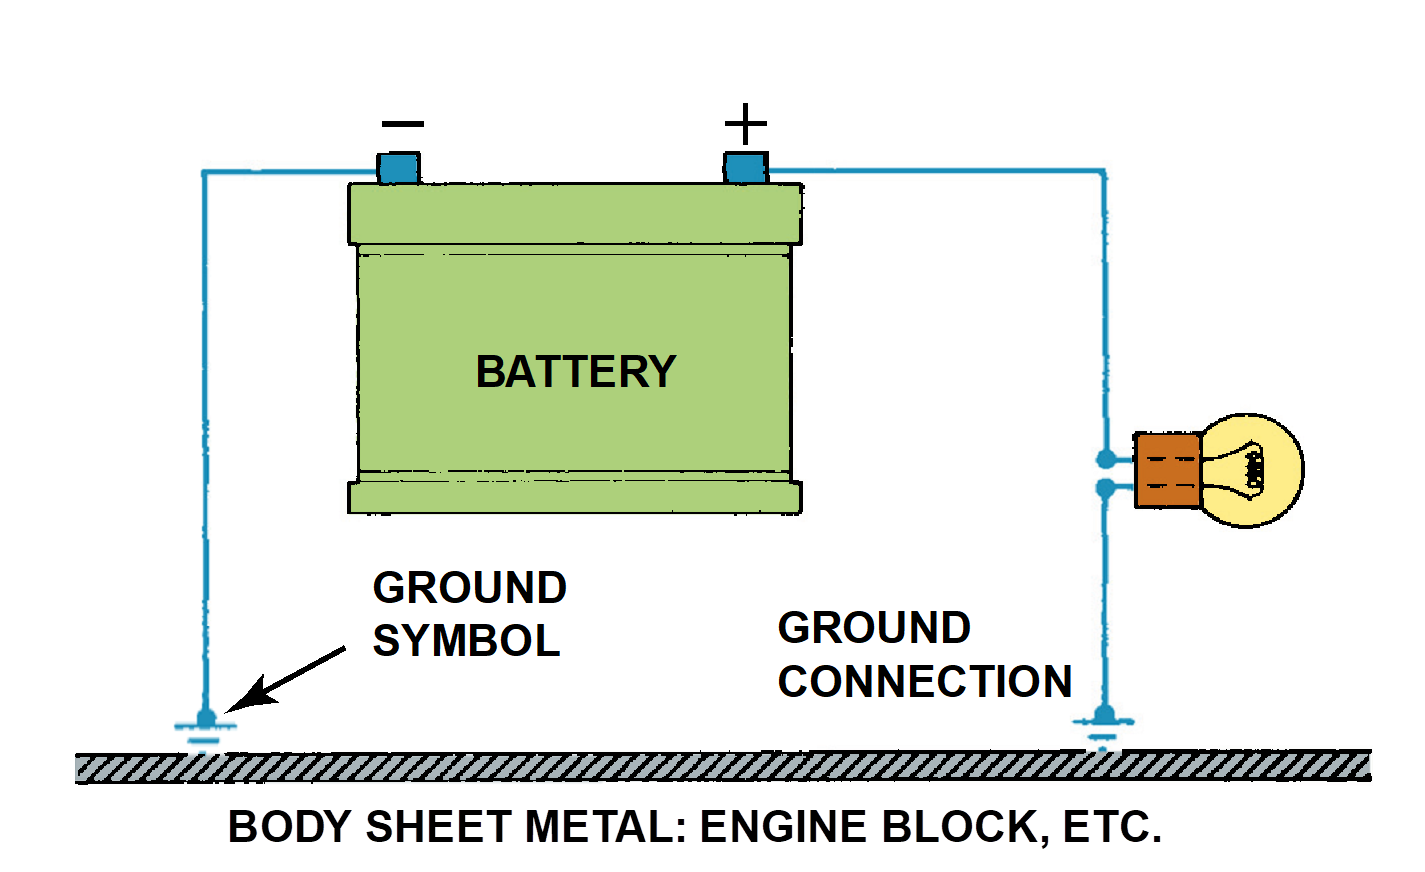 − +
BATTERY
GROUND
SYMBOL
GROUND
CONNECTION
BODY SHEET METAL: ENGINE BLOCK, ETC.